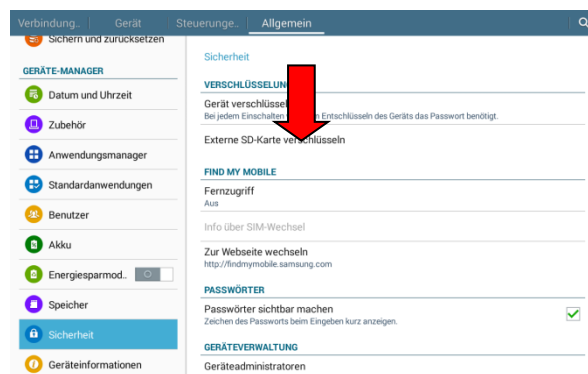 Verbindung.. Gerät Steuerunge.. Allgemein
Sichern und zurücksetzen
GERÄTE-MANAGER
Datum und Uhrzeit
Zubehör
Anwendungsmanager
Standardanwendungen
Benutzer
Akku
Energiesparmod..
Speicher
Sicherheit
Geräteinformationen
Sicherheit
VERSCHLÜSSELUNG
Gerät verschlüsseln
Bei jedem Einschalten Entschlüsseln des Geräts das Passwort benötigt.
Externe SD-Karte verschlüsseln
FIND MY MOBILE
Fernzugriff
Aus
Info über SIM-Wechsel
Zur Webseite wechseln
http://findmymobile.samsung.com
PASSWÖRTER
Passwörter sichtbar machen
Zeichen des Passworts beim Eingeben kurz anzeigen.
GERÄTEVERWALTUNG
Geräteadministratoren